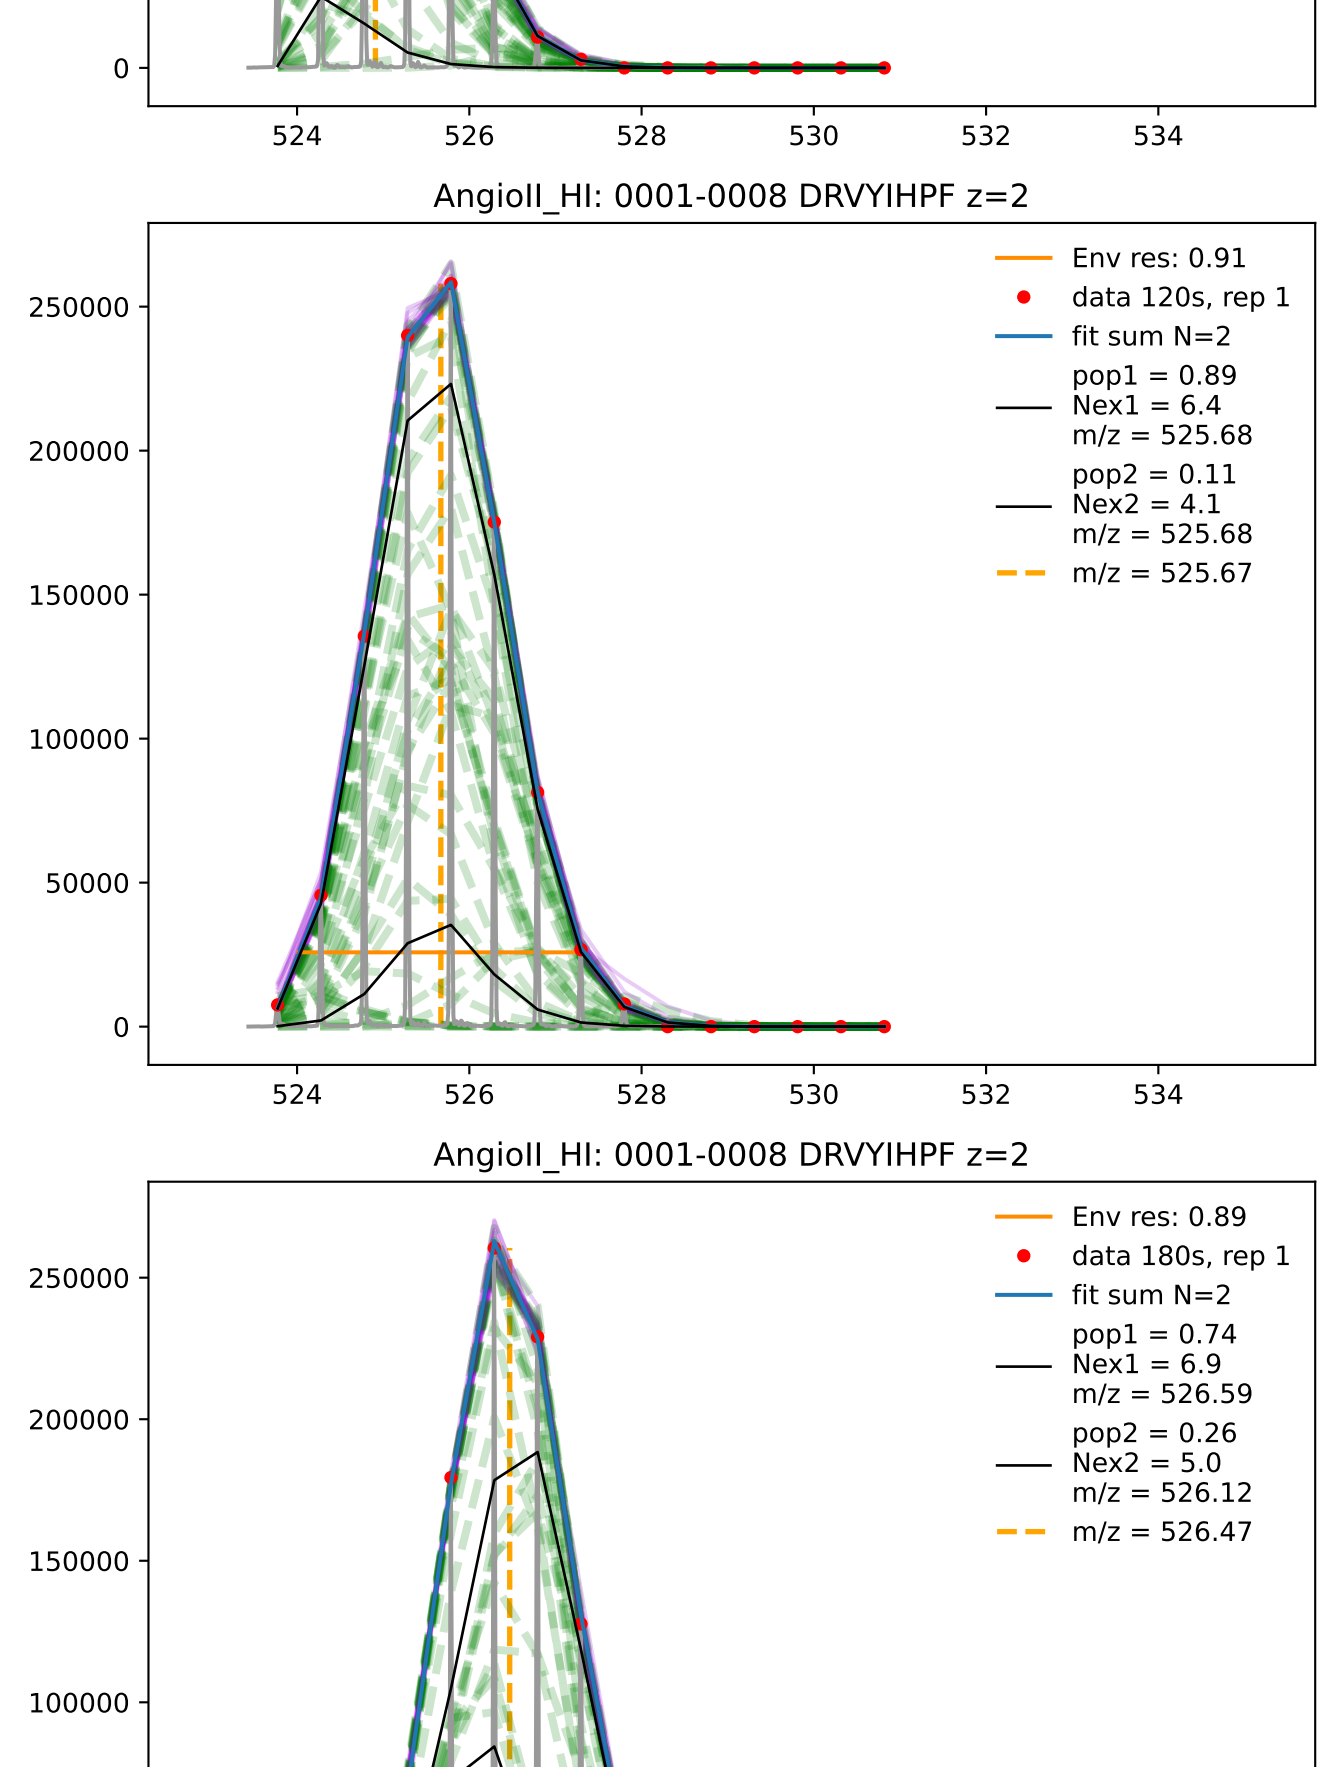 0
524 526 528 530 532 534
AngioII_HI: 0001-0008 DRVYIHPF z=2
Env res: 0.91
data 120s, rep 1
fit sum N=2
pop1 = 0.89
Nex1 = 6.4
m/z = 525.68
pop2 = 0.11
Nex2 = 4.1
m/z = 525.68
m/z = 525.67
250000
200000
150000
100000
50000
0
524 526 528 530 532 534
AngioII_HI: 0001-0008 DRVYIHPF z=2
Env res: 0.89
data 180s, rep 1
fit sum N=2
pop1 = 0.74
Nex1 = 6.9
m/z = 526.59
pop2 = 0.26
Nex2 = 5.0
m/z = 526.12
m/z = 526.47
250000
200000
150000
100000